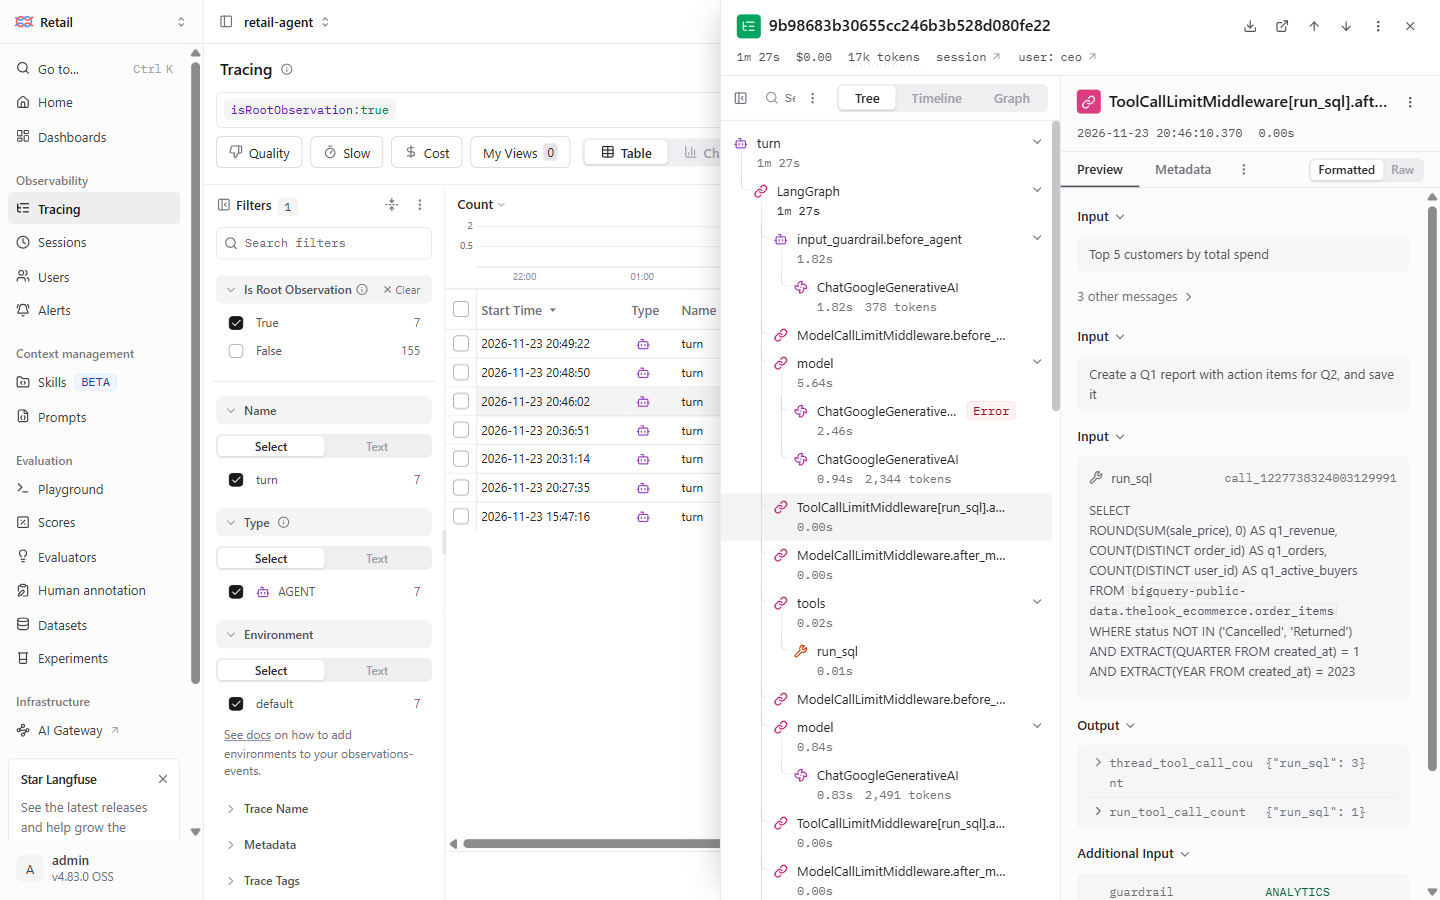 Retail
Go to...
Ctrl K
Home
Dashboards
Observability
Tracing
Sessions
Users
Alerts
Context management
Skills
BETA
Prompts
Evaluation
Playground
Scores
Evaluators
Human annotation
Datasets
Experiments
Infrastructure
AI Gateway
Star Langfuse
See the latest releases
and help grow the
A
admin
v4.83.0 OSS
retail-agent
Tracing
isRootObservation:true
Quality
Slow
Cost
My Views 0
Table
Ch
Filters 1
Search filters
Is Root Observation
Clear
True 7
False 155
Name
Select Text
turn 7
Type
Select Text
AGENT 7
Environment
Select Text
default 7
See docs on how to add
environments to your observations-
events.
Trace Name
Metadata
Trace Tags
Count
2
0.5
22:00 01:00
Start Time Type Name
2026-11-23 20:49:22 turn
2026-11-23 20:48:50 turn
2026-11-23 20:46:02 turn
2026-11-23 20:36:51 turn
2026-11-23 20:31:14 turn
2026-11-23 20:27:35 turn
2026-11-23 15:47:16 turn
9b98683b30655cc246b3b528d080fe22
1m 27s $0.00 17k tokens session user: ceo
Se
Tree Timeline Graph
turn
1m 27s
LangGraph
1m 27s
input_guardrail.before_agent
1.82s
ChatGoogleGenerativeAI
1.82s 378 tokens
ModelCallLimitMiddleware.before_...
model
5.64s
ChatGoogleGenerative... Error
2.46s
ChatGoogleGenerativeAI
0.94s 2,344 tokens
ToolCallLimitMiddleware[run_sql].a...
0.00s
ModelCallLimitMiddleware.after_m...
0.00s
tools
0.02s
run_sql
0.01s
ModelCallLimitMiddleware.before_...
model
0.84s
ChatGoogleGenerativeAI
0.83s 2,491 tokens
ToolCallLimitMiddleware[run_sql].a...
0.00s
ModelCallLimitMiddleware.after_m...
0.00s
ToolCallLimitMiddleware[run_sql].aft...
2026-11-23 20:46:10.370 0.00s
Preview Metadata
Formatted Raw
Input
Top 5 customers by total spend
3 other messages
Input
Create a Q1 report with action items for Q2, and save
it
Input
run_sql call_1227738324003129991
SELECT
ROUND(SUM(sale_price), 0) AS q1_revenue,
COUNT(DISTINCT order_id) AS q1_orders,
COUNT(DISTINCT user_id) AS q1_active_buyers
FROM bigquery-public-
data.thelook_ecommerce.order_items
WHERE status NOT IN ('Cancelled', 'Returned')
AND EXTRACT(QUARTER FROM created_at) = 1
AND EXTRACT(YEAR FROM created_at) = 2023
Output
thread_tool_call_cou {"run_sql": 3}
nt
run_tool_call_count {"run_sql": 1}
Additional Input
guardrail ANALYTICS